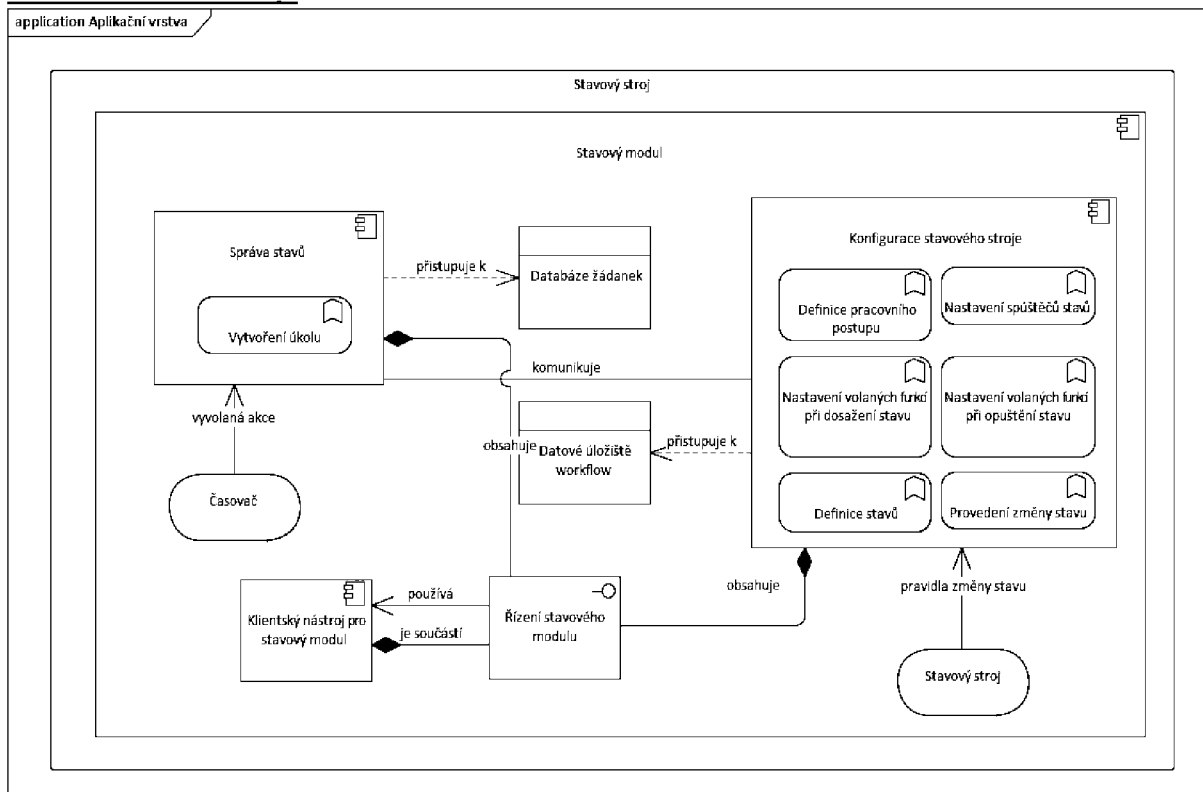 application Aplikační vrstva
Stavový stroj
Stavový modul
Správa stavů
Vytvoření úkolu
přistupuje k
Databáze žádanek
Konfigurace stavového stroje
Definice pracovního
postupu
Nastavení spúštěčů stavů
komunikuje
Nastavení volaných funkcí
při dosažení stavu
Nastavení volaných funkcí
při opuštění stavu
vyvolaná akce
obsahuje
Datové úložiště
workflow
přistupuje k
Časovač
Definice stavů
Provedení změny stavu
Klientský nástroj pro
stavový modul
používá
je součástí
Řízení stavového
modulu
obsahuje
pravidla změny stavu
Stavový stroj